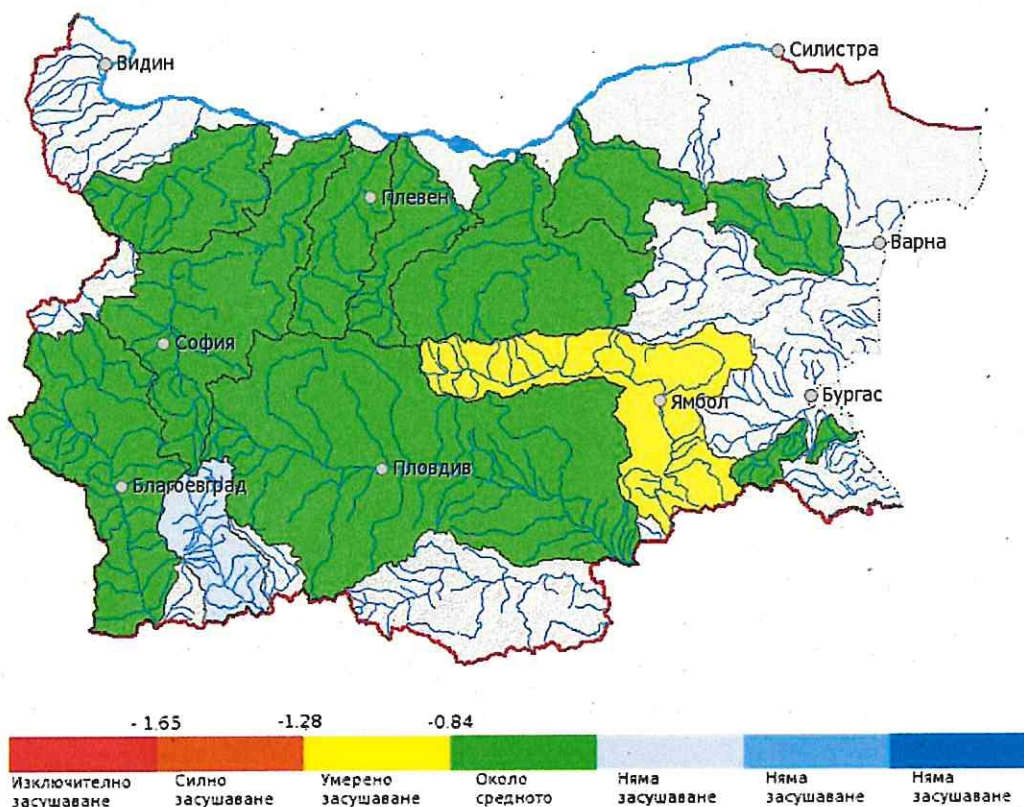 Силистра
Видин
Плевен
Варна
София
Ямбол
Бургас
Пловдив
Благоевград
- 1.65
-1.28
-0.84
Изключително
засушаване
Силно
засушаване
Умерено
засушаване
Около
средното
Няма
засушаване
Няма
засушаване
Няма
засушаване